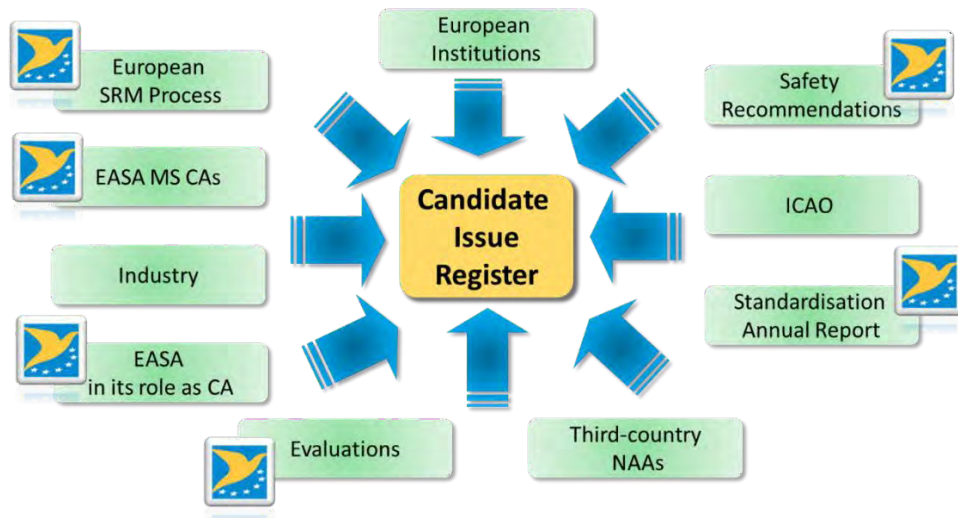 European
Institutions
European
SRM Process
Safety
Recommendations
EASA MS CAs
ICAO
Candidate
Issue
Register
Industry
Standardisation
Annual Report
EASA
in its role as CA
Evaluations
Third-country
NAAs